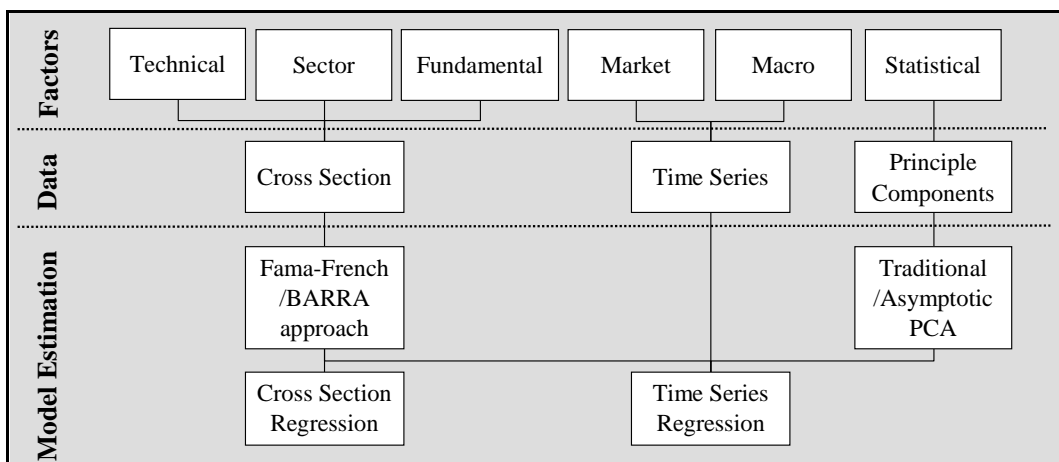 Factors
Technical
Sector
Fundamental
Market
Macro
Statistical
Data
Cross Section
Time Series
Principle
Components
Model Estimation
Fama-French
/BARRA
approach
Traditional
/Asymptotic
PCA
Cross Section
Regression
Time Series
Regression